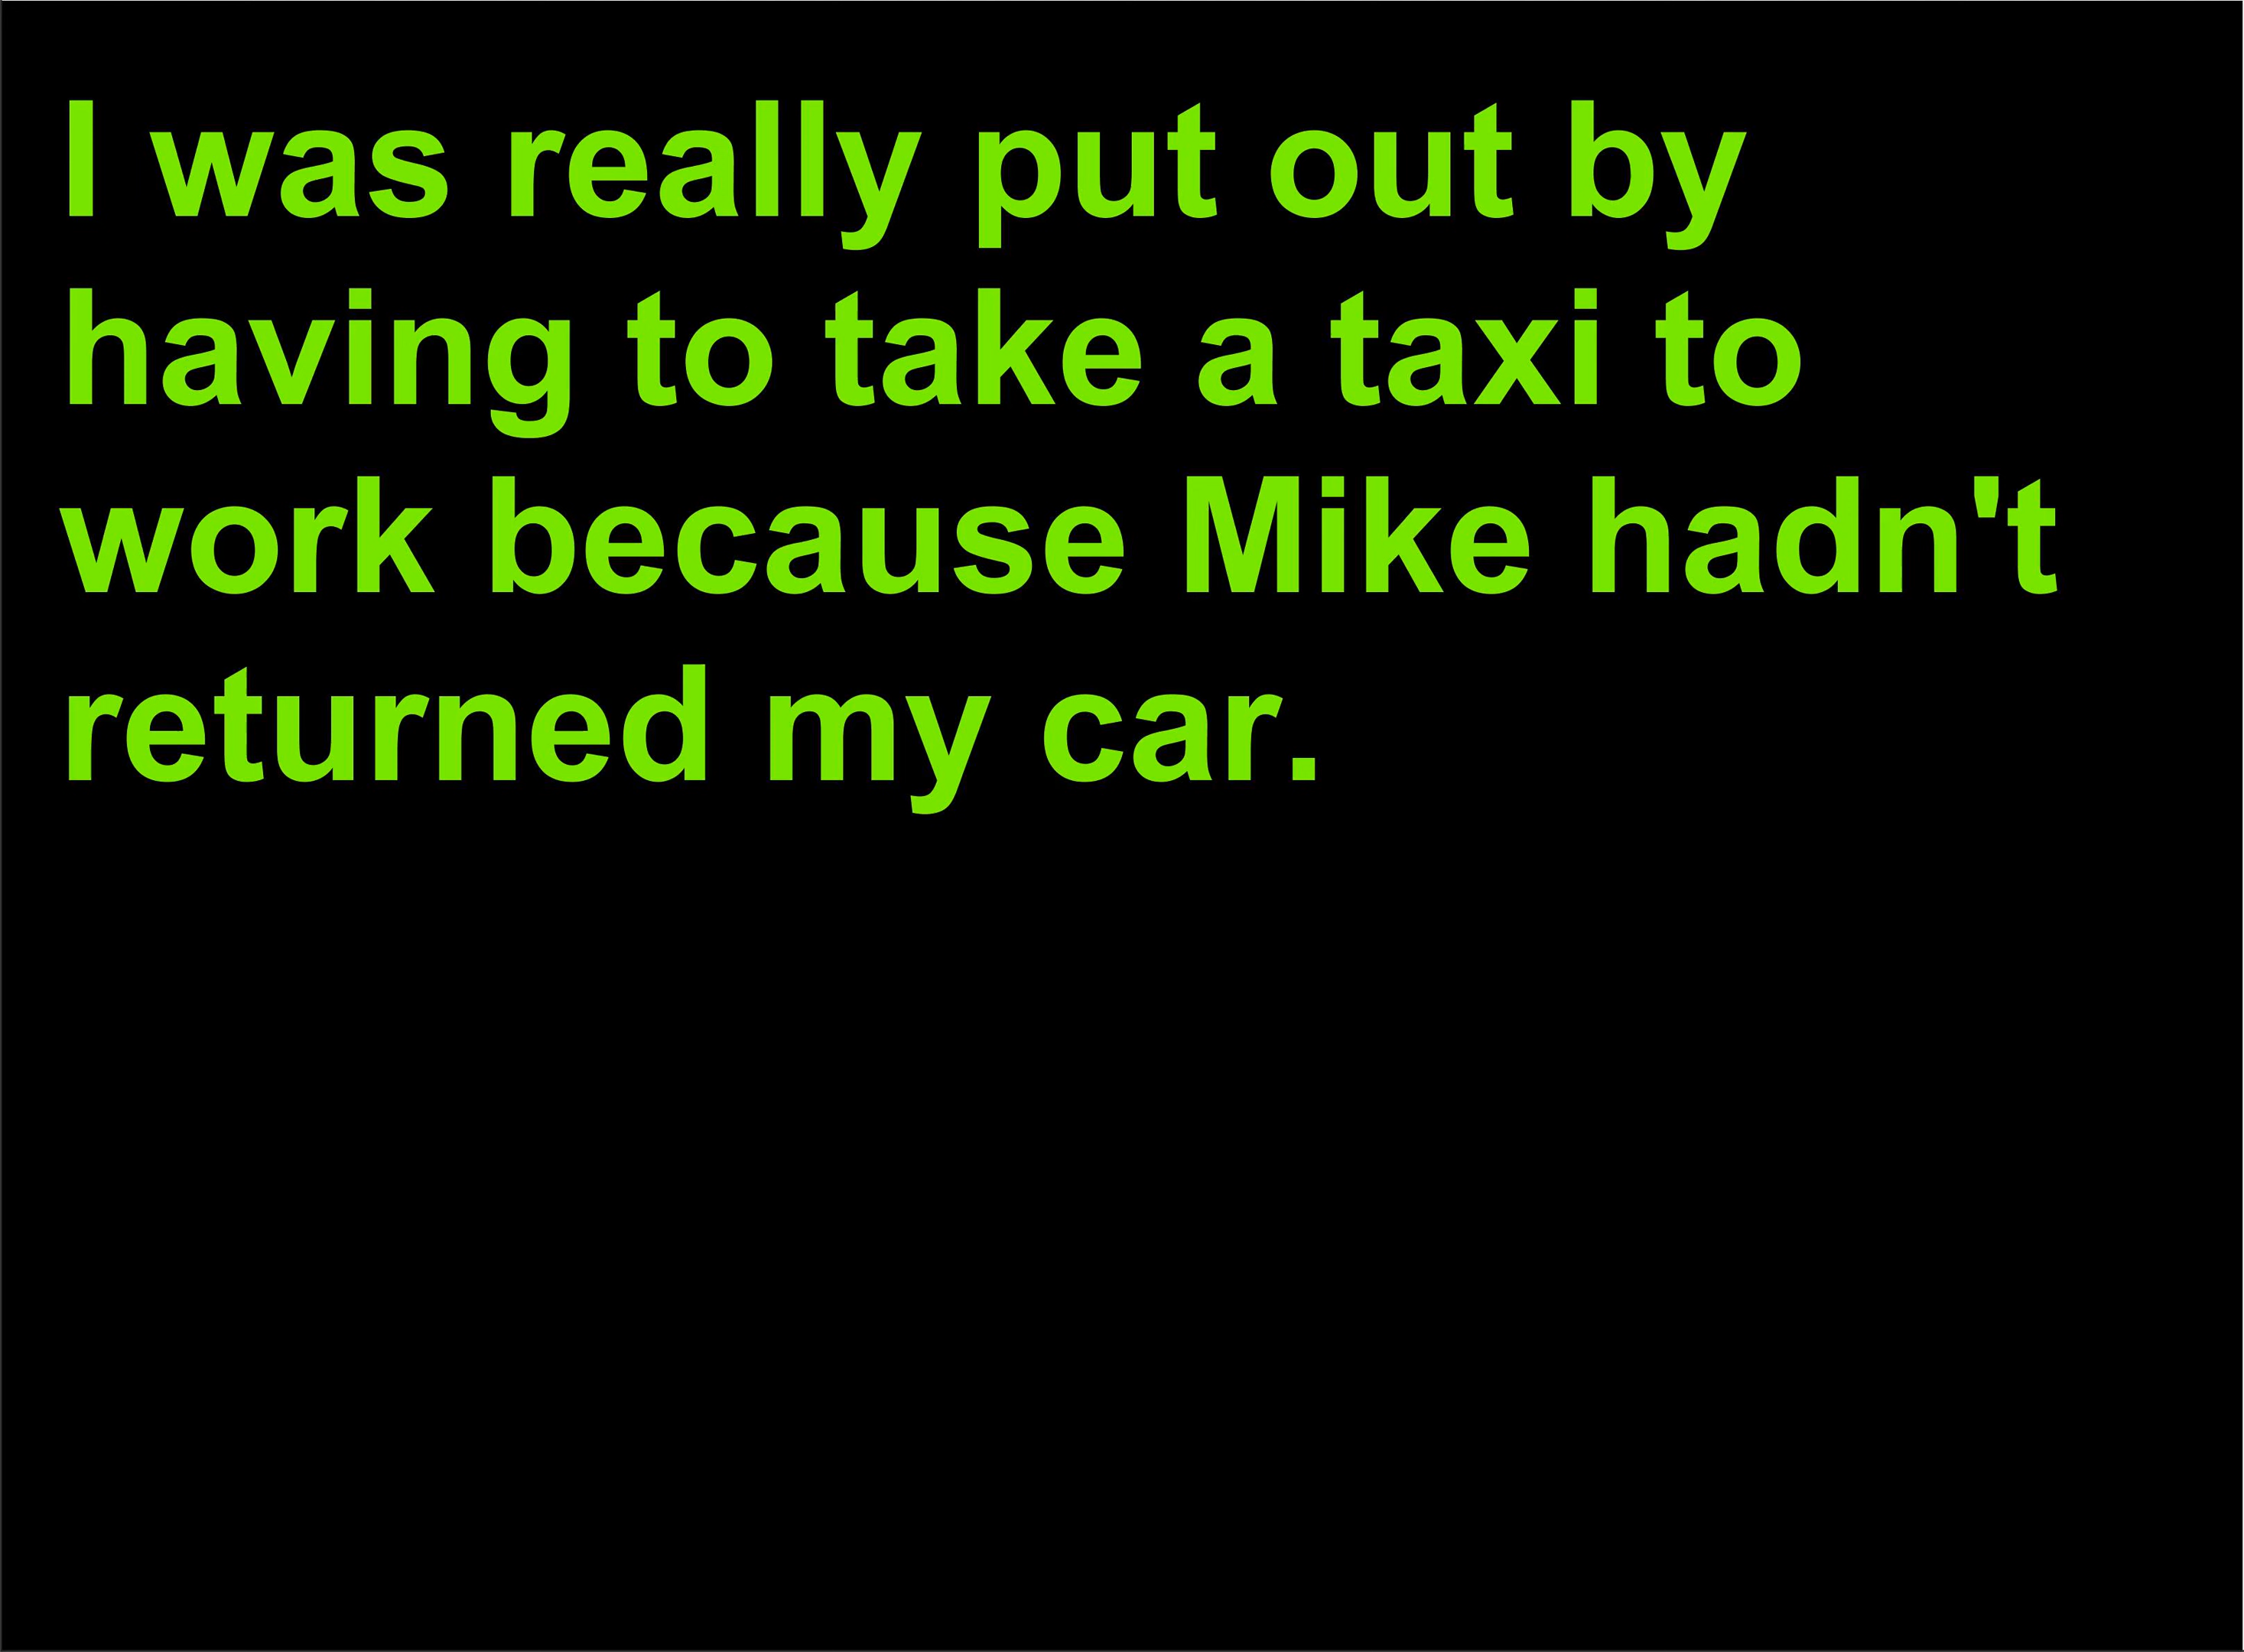 I was really put out by
having to take a taxi to
work because Mike hadn't
returned my car.